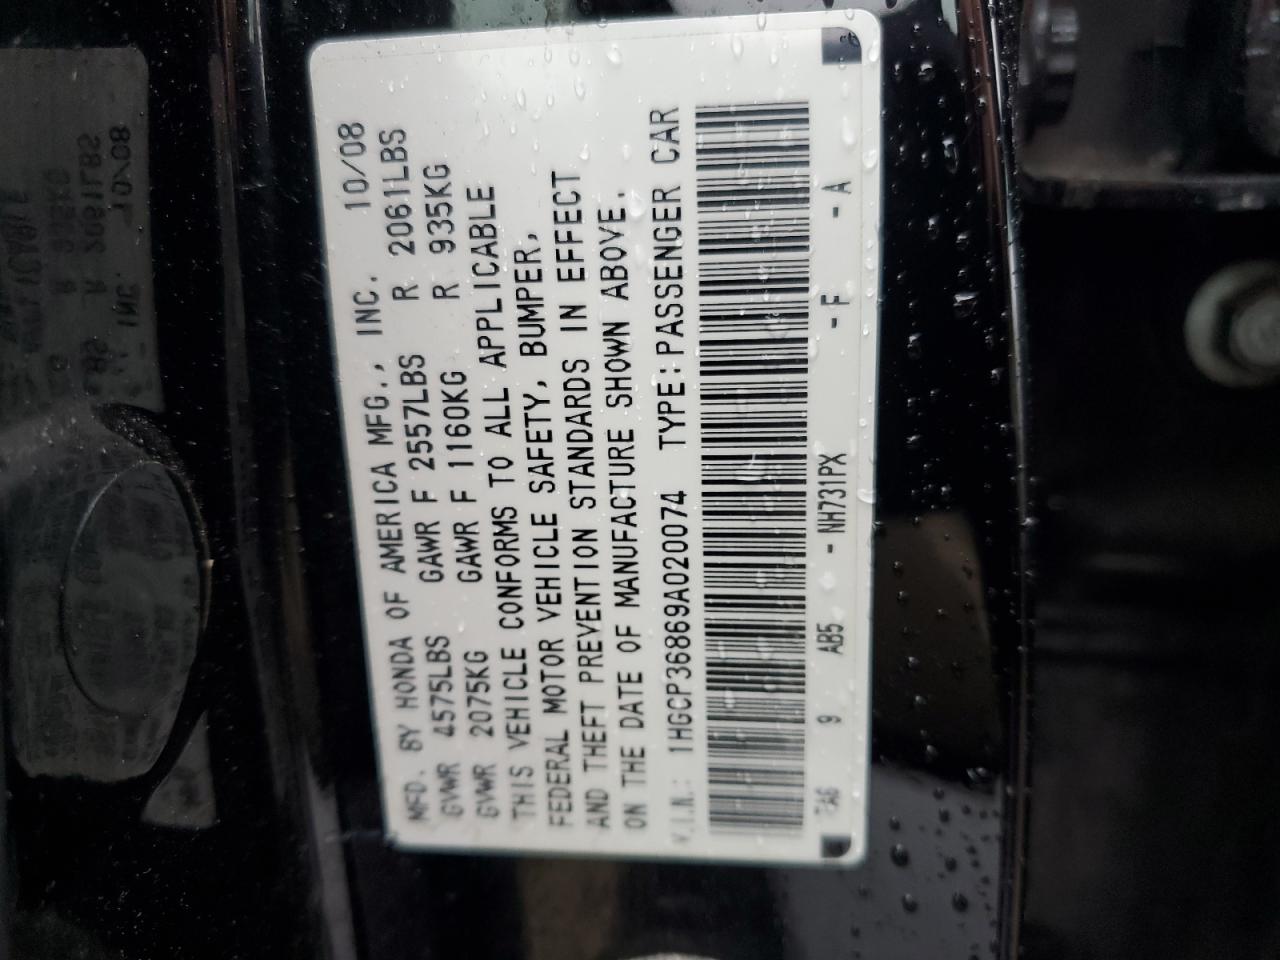 MFD. BY HONDA OF AMERICA MFG., INC. 10/08
GVWR 4575LBS GAWR F 2557LBS R 2061LBS
GVWR 2075KG GAWR F 1160KG R 935KG
THIS VEHICLE CONFORMS TO ALL APPLICABLE
FEDERAL MOTOR VEHICLE SAFETY, BUMPER,
AND THEFT PREVENTION STANDARDS IN EFFECT
ON THE DATE OF MANUFACTURE SHOWN ABOVE.
V.I.N.: 1HGCP36869A020074 TYPE:PASSENGER CAR
9 AB5 - NH731PX - F - A